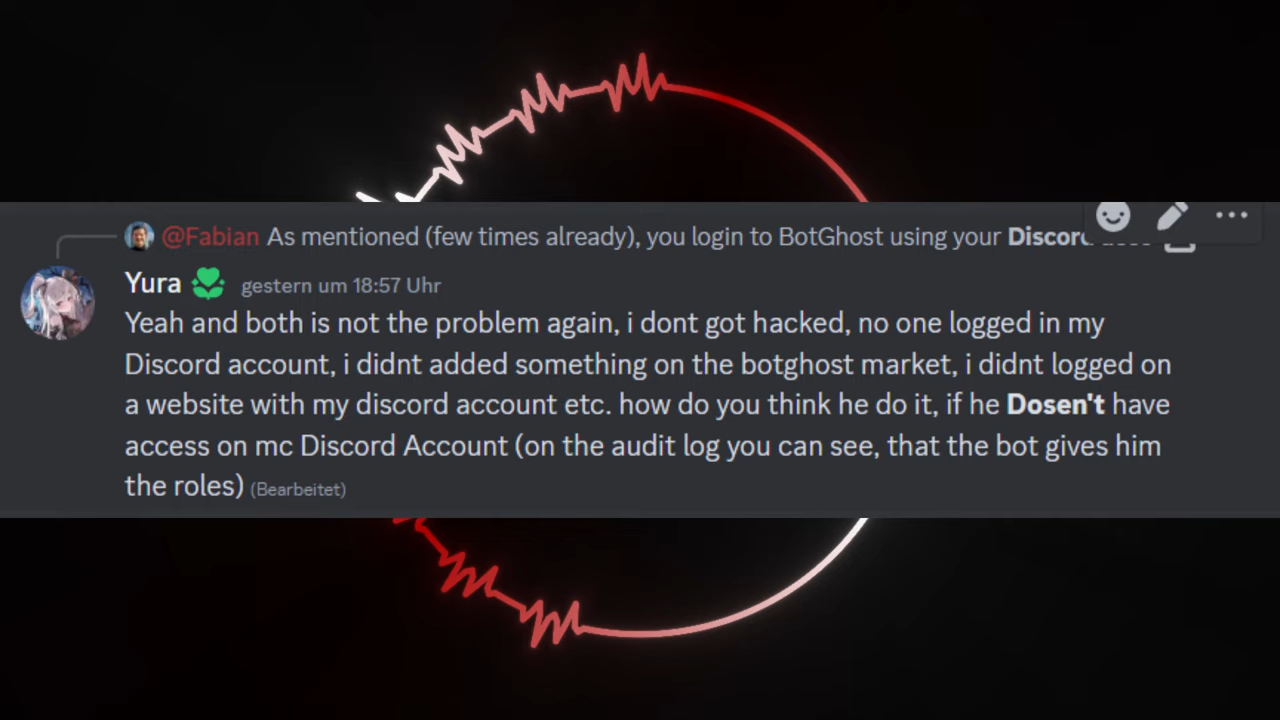 @Fabian As mentioned (few times already), you login to BotGhost using your Discord
Yura gestern um 18:57 Uhr
Yeah and both is not the problem again, i dont got hacked, no one logged in my
Discord account, i didnt added something on the botghost market, i didnt logged on
a website with my discord account etc. how do you think he do it, if he Dosen't have
access on mc Discord Account (on the audit log you can see, that the bot gives him
the roles) (Bearbeitet)